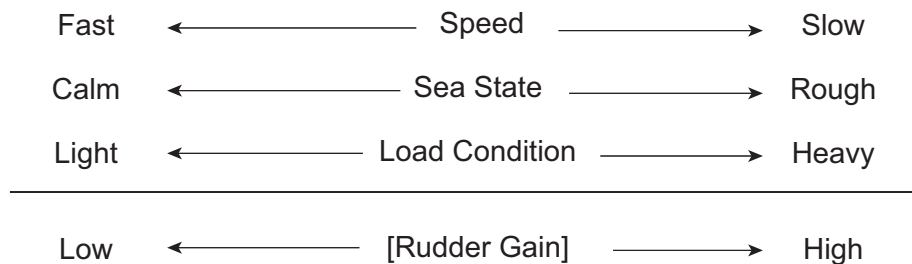 Fast Speed Slow
Calm Sea State Rough
Light Load Condition Heavy
Low [Rudder Gain] High